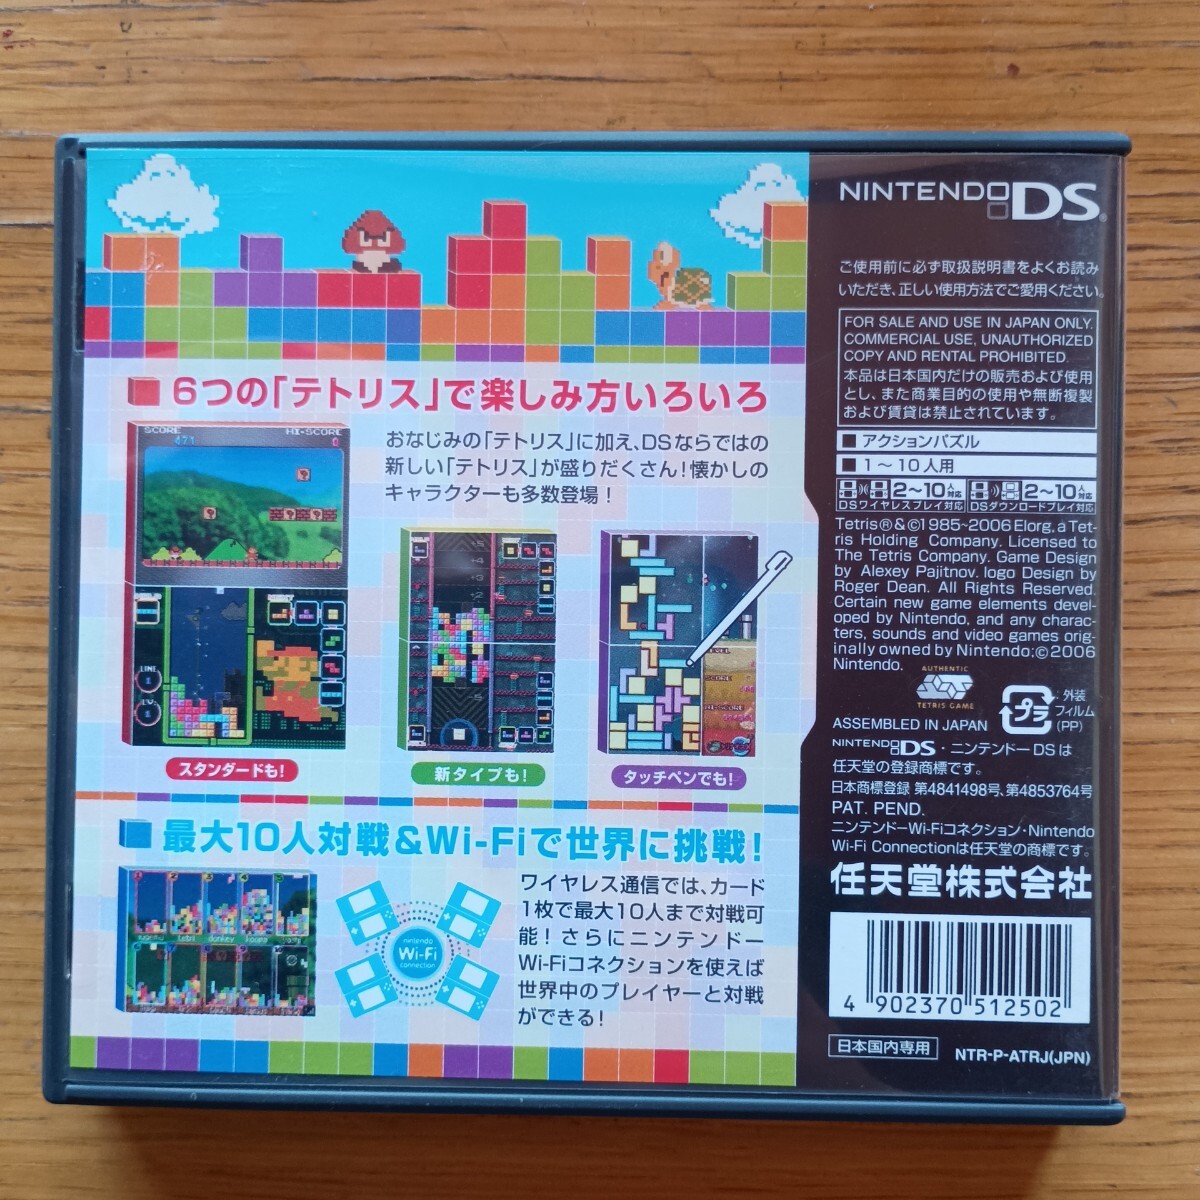 ■ 6つの「テトリス」で楽しみ方いろいろ
おなじみの「テトリス」に加え、DSならではの
新しい「テトリス」が盛りだくさん！懐かしの
キャラクターも多数登場！
SCORE
HI-SCORE
471
LINE
LV.
スタンダードも！
新タイプも！
タッチペンでも！
■ 最大10人対戦＆Wi-Fiで世界に挑戦！
tetri donkey koopa
nintendo
Wi-Fi
connection
ワイヤレス通信では、カード
1枚で最大10人まで対戦可
能！さらにニンテンドー
Wi-Fiコネクションを使えば
世界中のプレイヤーと対戦
ができる！
NINTENDO DS®
ご使用前に必ず取扱説明書をよくお読み
いただき、正しい使用方法でご愛用ください。
FOR SALE AND USE IN JAPAN ONLY.
COMMERCIAL USE, UNAUTHORIZED
COPY AND RENTAL PROHIBITED.
本品は日本国内だけの販売および使用
とし、また商業目的の使用や無断複製
および賃貸は禁止されています。
■ アクションパズル
■ 1～10人用
2～10人対応
DSワイヤレスプレイ対応
2～10人対応
DSダウンロードプレイ対応
Tetris®&©1985~2006 Elorg, a Tet-
ris Holding Company. Licensed to
The Tetris Company. Game Design
by Alexey Pajitnov. logo Design by
Roger Dean. All Rights Reserved.
Certain new game elements devel-
oped by Nintendo, and any charac-
ters, sounds and video games orig-
inally owned by Nintendo;©2006
Nintendo.
AUTHENTIC
TETRIS GAME
プラ
:外装
フィルム
(PP)
ASSEMBLED IN JAPAN
NINTENDO DS・ニンテンドーDSは
任天堂の登録商標です。
日本商標登録 第4841498号、第4853764号
PAT. PEND.
ニンテンドーWi-Fiコネクション・Nintendo
Wi-Fi Connectionは任天堂の商標です。
任天堂株式会社
4 902370 512502
日本国内専用
NTR-P-ATRJ(JPN)